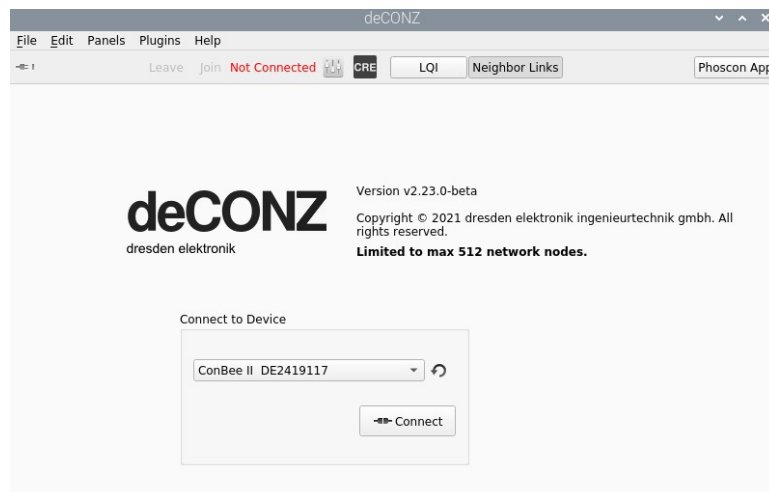 deCONZ
File Edit Panels Plugins Help
Leave Join Not Connected CRE LQI Neighbor Links Phoscon App
deCONZ
dresden elektronik
Version v2.23.0-beta
Copyright © 2021 dresden elektronik ingenieurtechnik gmbh. All
rights reserved.
Limited to max 512 network nodes.
Connect to Device
ConBee II DE2419117
Connect